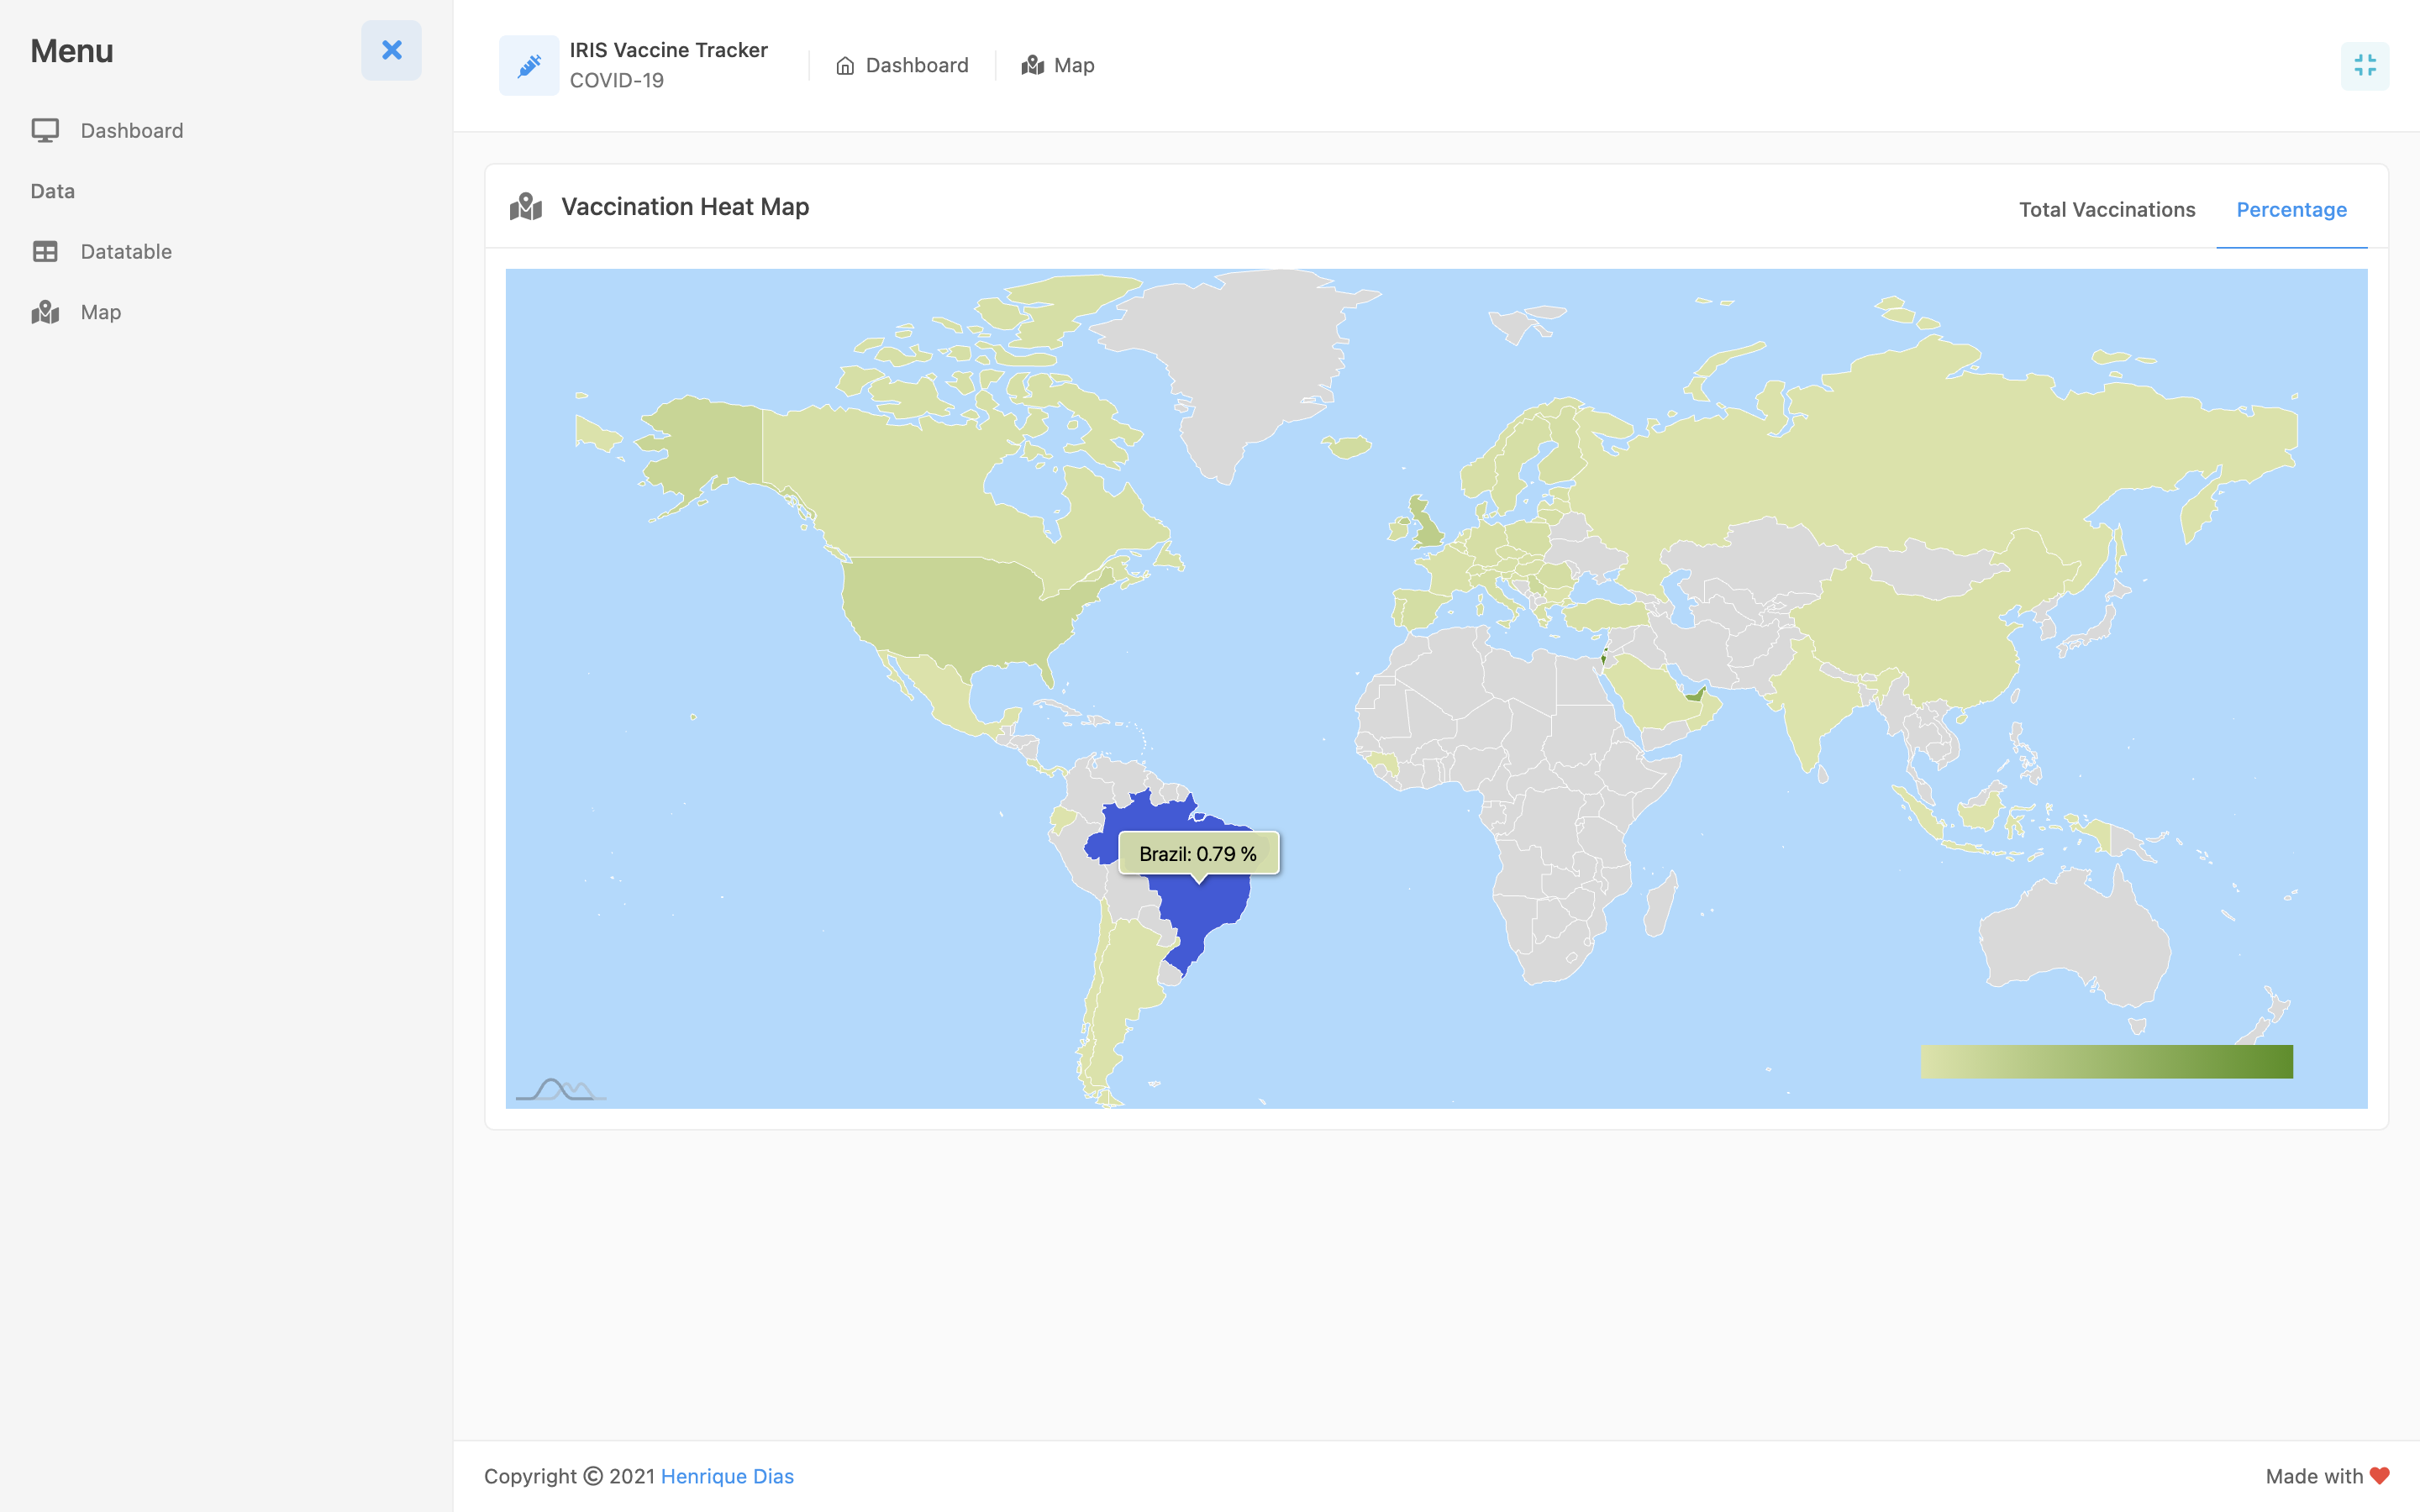 Menu
Dashboard
Data
Datatable
Map
IRIS Vaccine Tracker
COVID-19
Dashboard
Map
Vaccination Heat Map
Total Vaccinations
Percentage
Brazil: 0.79 %
Copyright © 2021 Henrique Dias
Made with